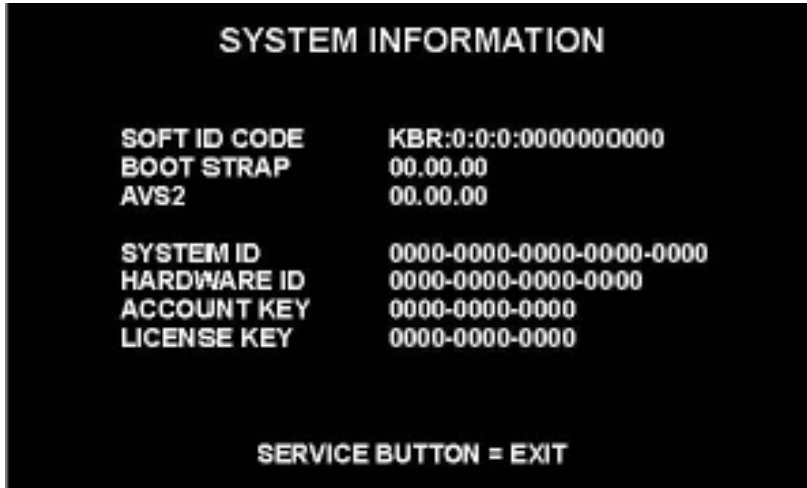 SYSTEM INFORMATION
SOFT ID CODE KBR:0:0:0:0000000000
BOOT STRAP 00.00.00
AVS2 00.00.00
SYSTEM ID 0000-0000-0000-0000-0000
HARDWARE ID 0000-0000-0000-0000
ACCOUNT KEY 0000-0000-0000
LICENSE KEY 0000-0000-0000
SERVICE BUTTON = EXIT